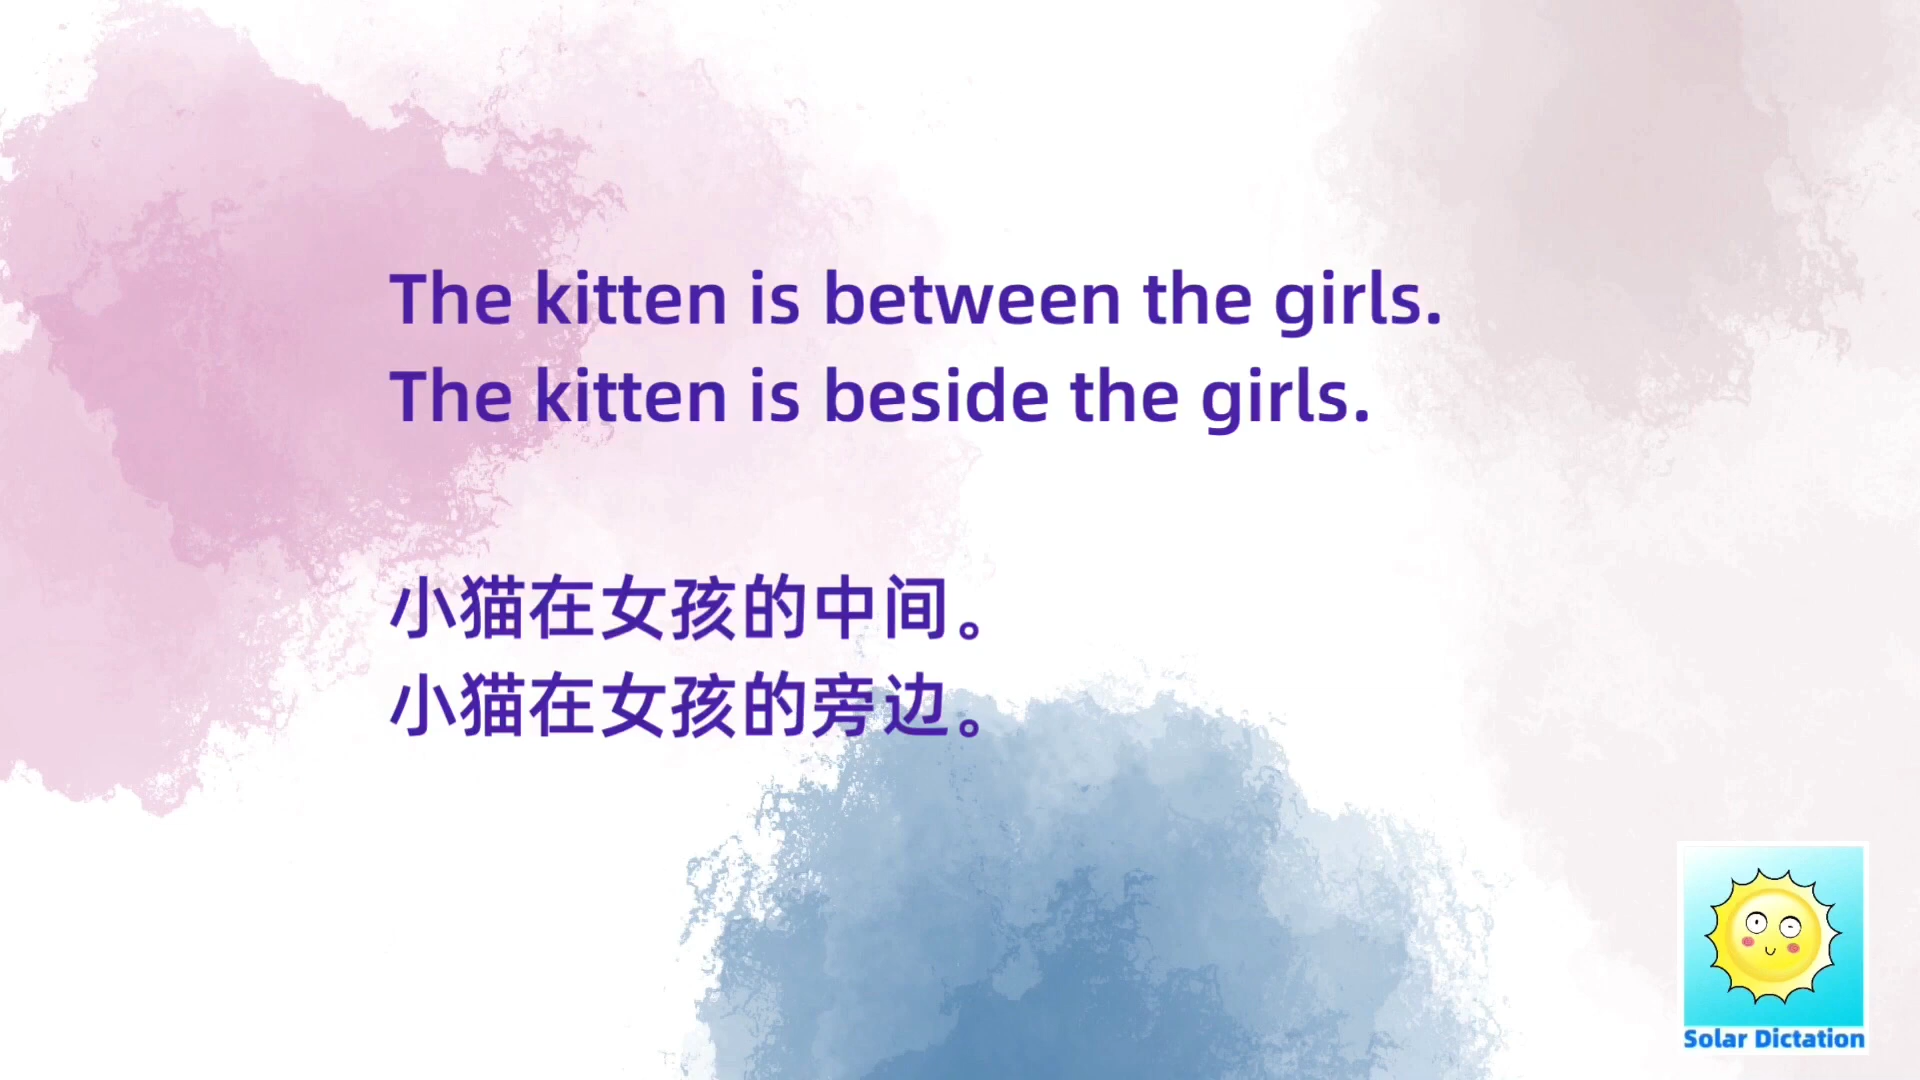 The kitten is between the girls.
The kitten is beside the girls.
小猫在女孩的中间。
小猫在女孩的旁边。
Solar Dictation